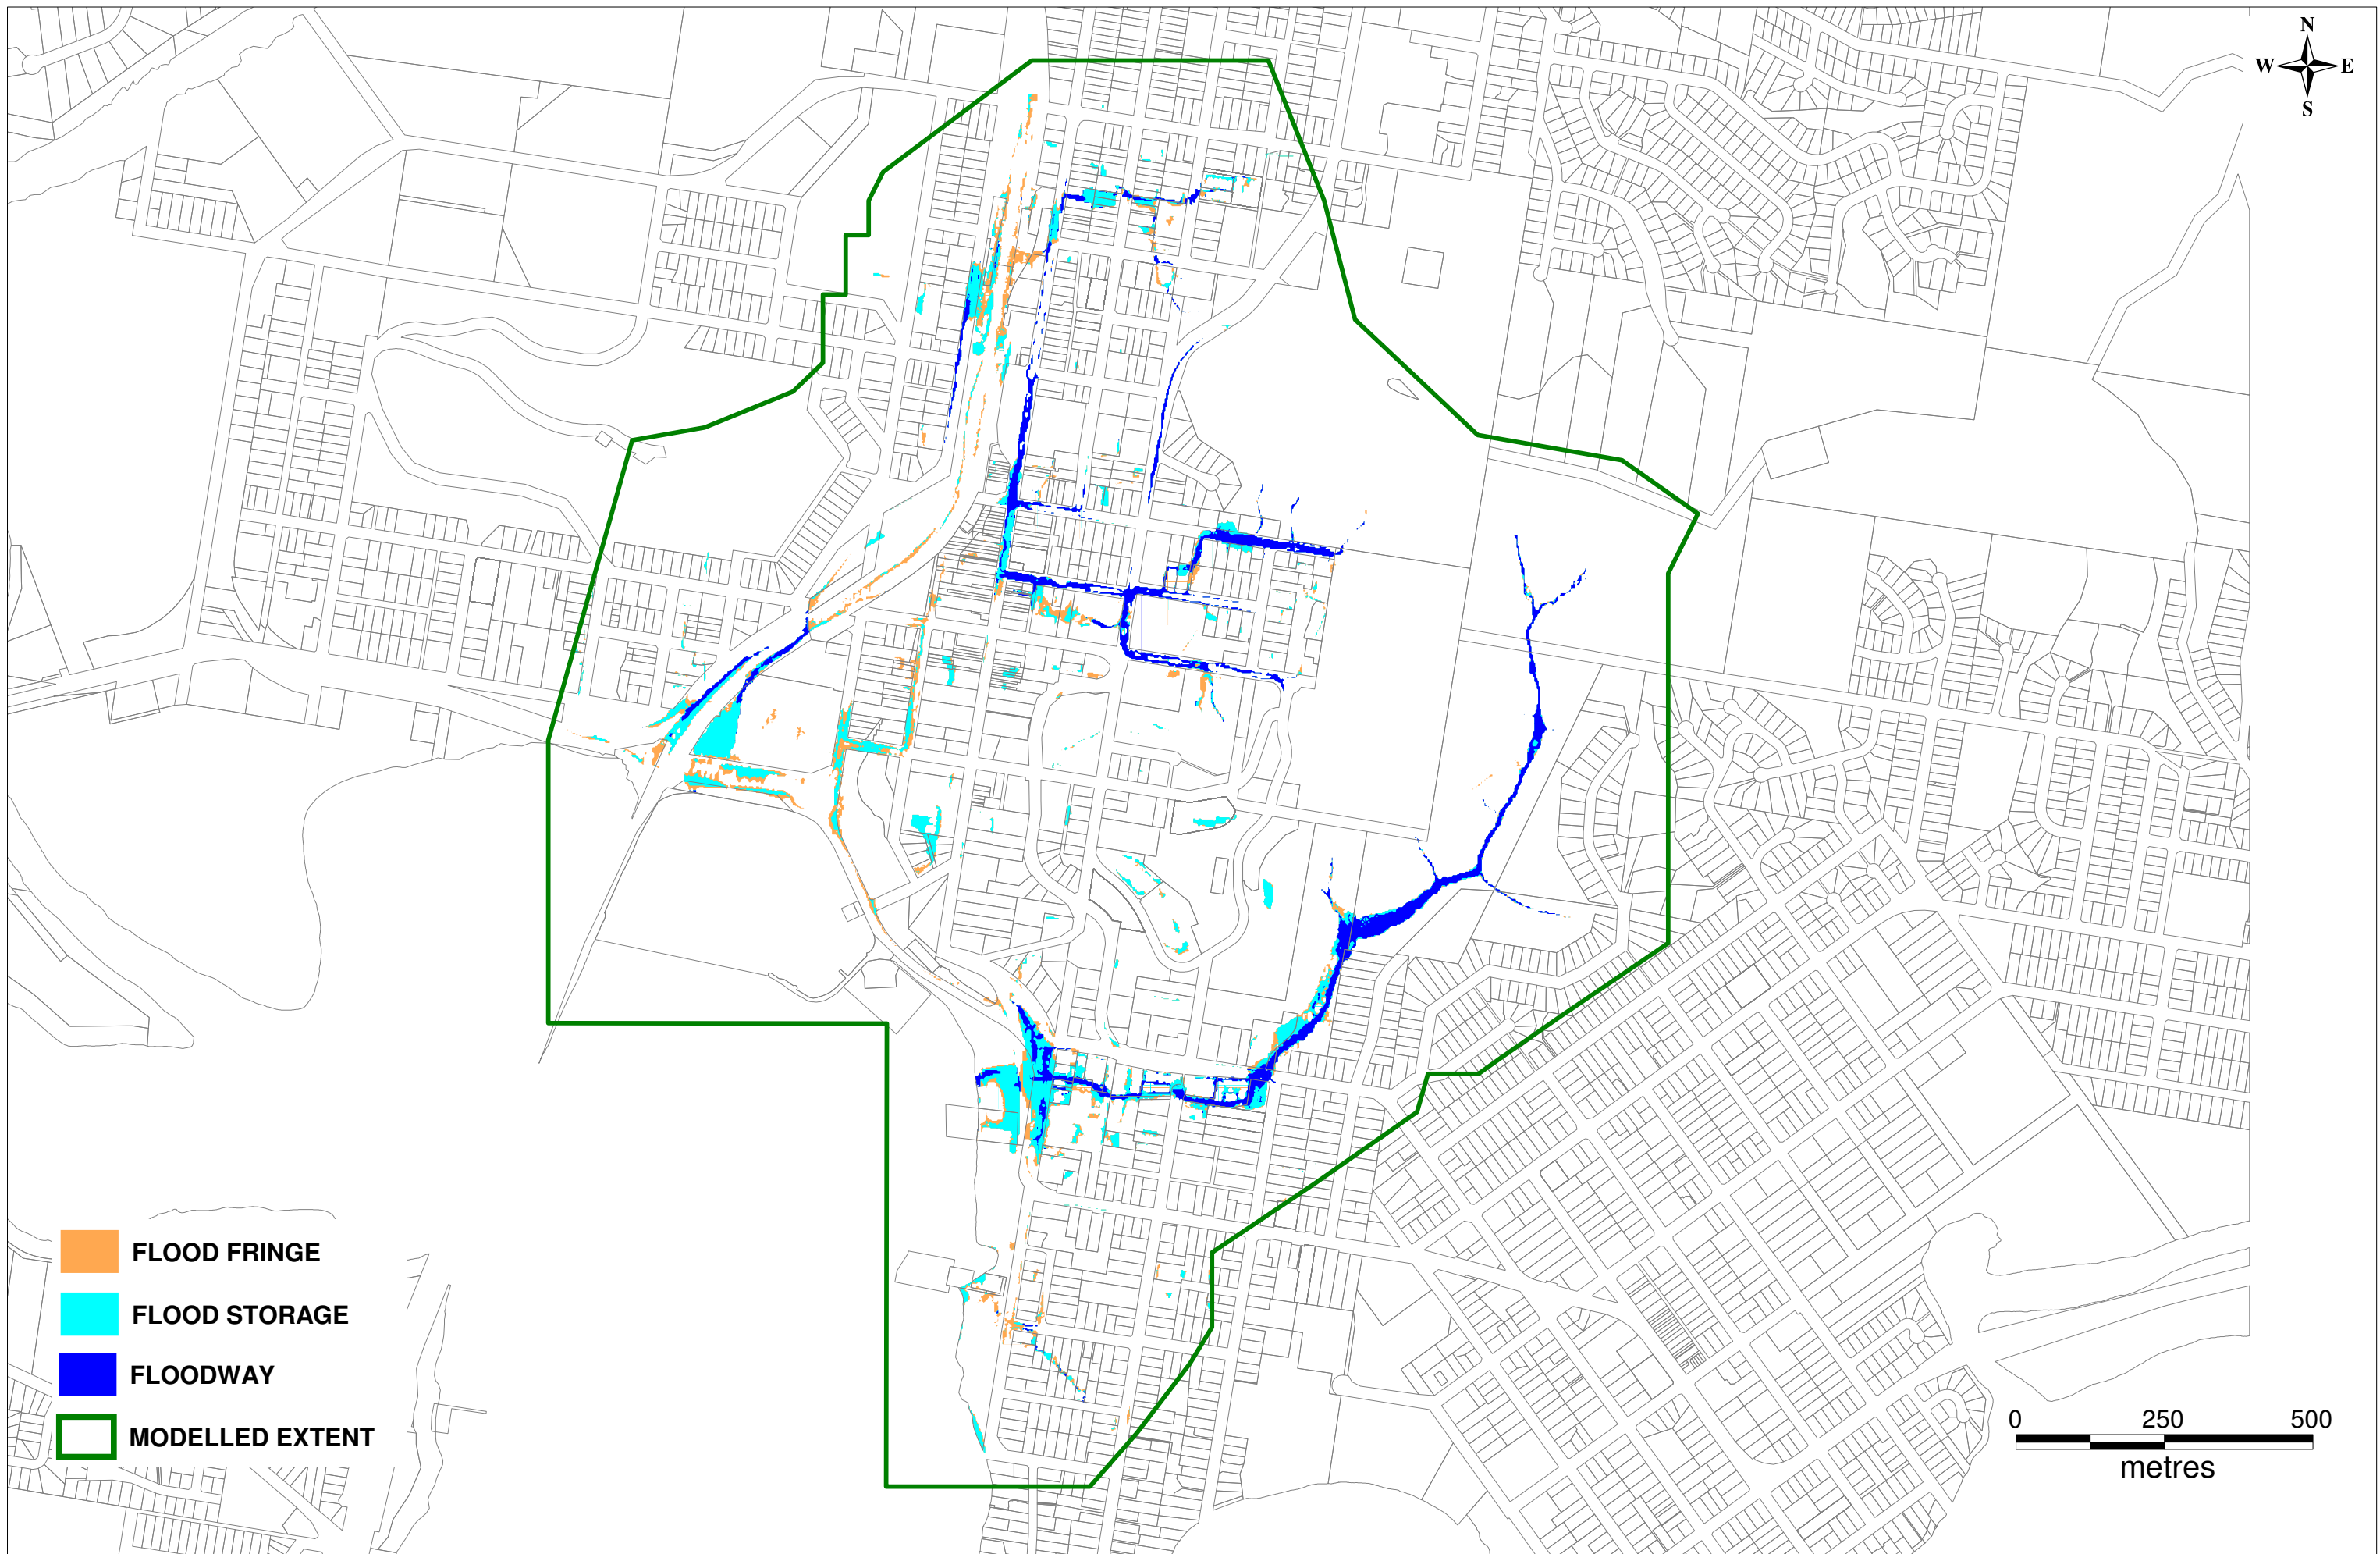 N
W E
S
FLOOD FRINGE
FLOOD STORAGE
FLOODWAY
MODELLED EXTENT
0 250 500
metres